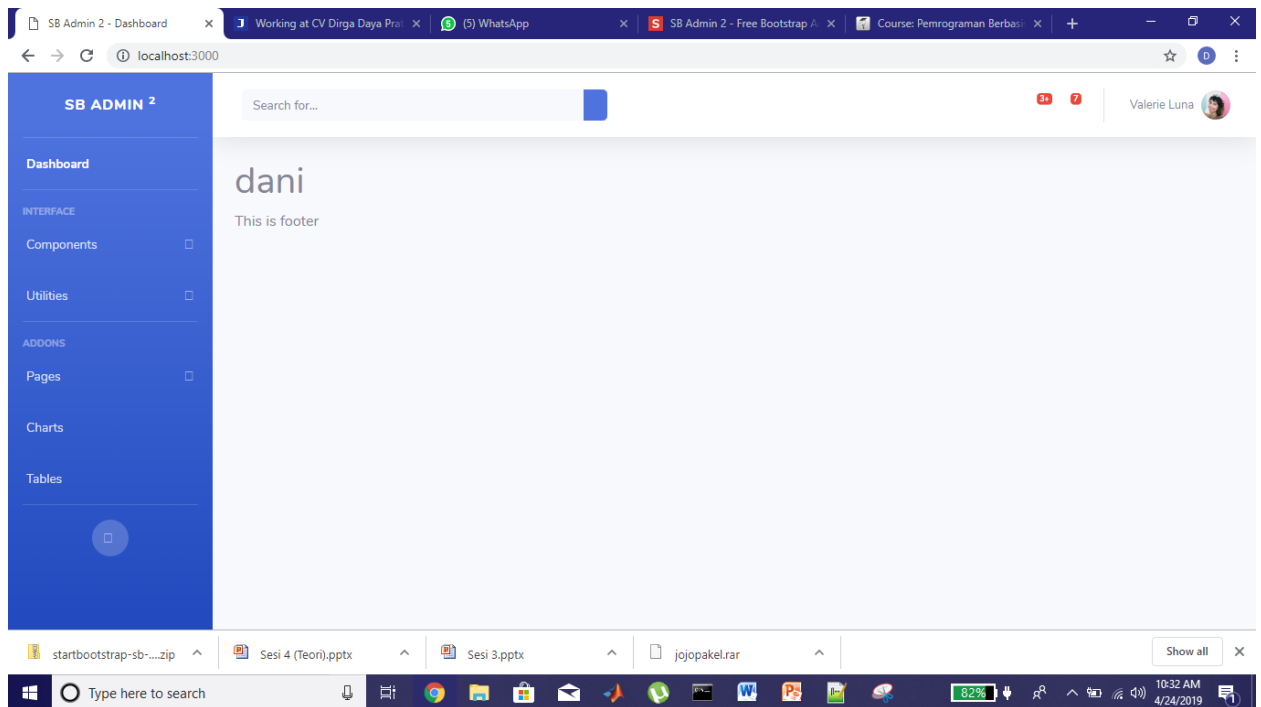 SB Admin 2 - Dashboard
Working at CV Dirga Daya Prat
(5) WhatsApp
SB Admin 2 - Free Bootstrap A
Course: Pemrograman Berbasis
localhost:3000
D
SB ADMIN 2
Search for...
3+
7
Valerie Luna
Dashboard
dani
INTERFACE
This is footer
Components
Utilities
ADDONS
Pages
Charts
Tables
startbootstrap-sb-....zip
Sesi 4 (Teori).pptx
Sesi 3.pptx
jojopakel.rar
Show all
Type here to search
82%
10:32 AM
4/24/2019